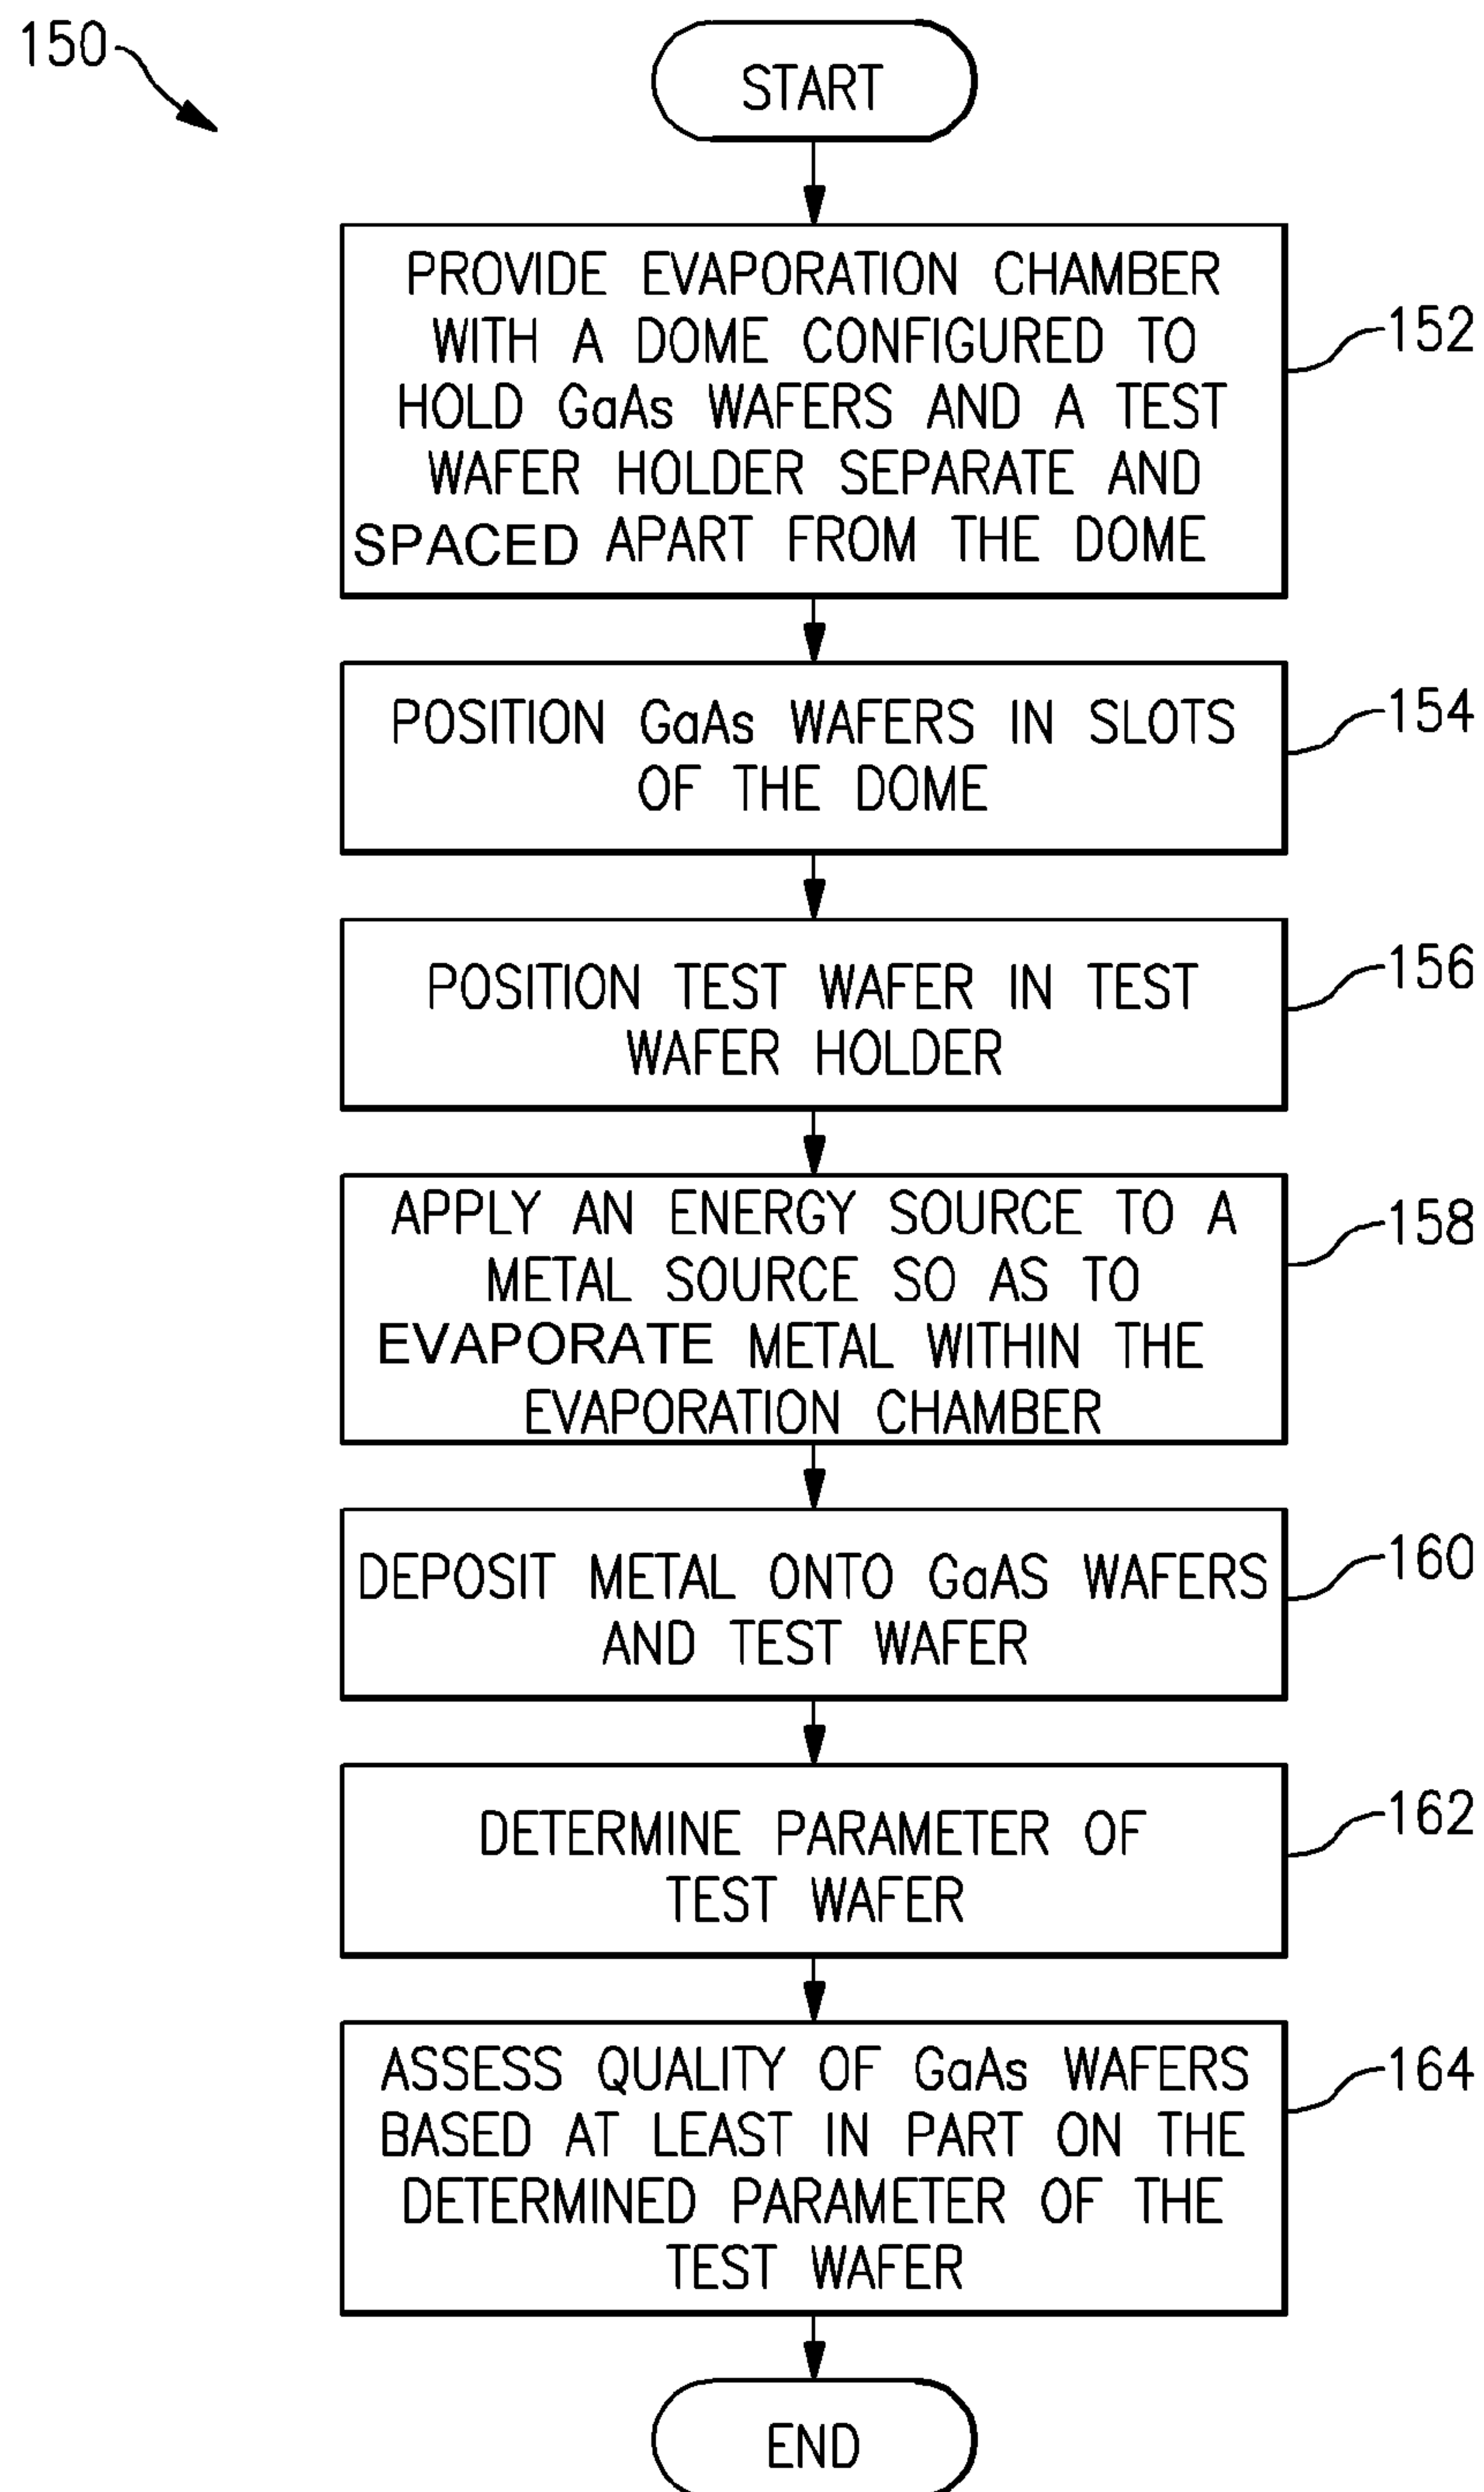 150
START
PROVIDE EVAPORATION CHAMBER
WITH A DOME CONFIGURED TO
HOLD GaAs WAFERS AND A TEST
WAFER HOLDER SEPARATE AND
SPACED APART FROM THE DOME
152
POSITION GaAs WAFERS IN SLOTS
OF THE DOME
154
POSITION TEST WAFER IN TEST
WAFER HOLDER
156
APPLY AN ENERGY SOURCE TO A
METAL SOURCE SO AS TO
EVAPORATE METAL WITHIN THE
EVAPORATION CHAMBER
158
DEPOSIT METAL ONTO GaAS WAFERS
AND TEST WAFER
160
DETERMINE PARAMETER OF
TEST WAFER
162
ASSESS QUALITY OF GaAs WAFERS
BASED AT LEAST IN PART ON THE
DETERMINED PARAMETER OF THE
TEST WAFER
164
END